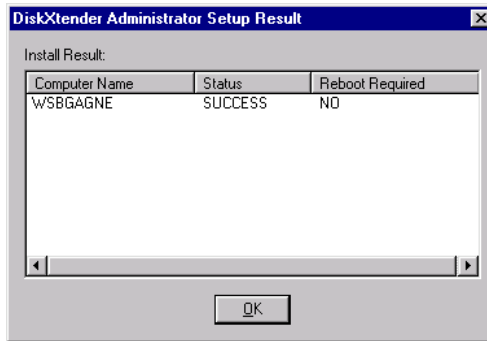 DiskXtender Administrator Setup Result
Install Result:
Computer Name Status Reboot Required
WSBGAGNE SUCCESS NO
OK